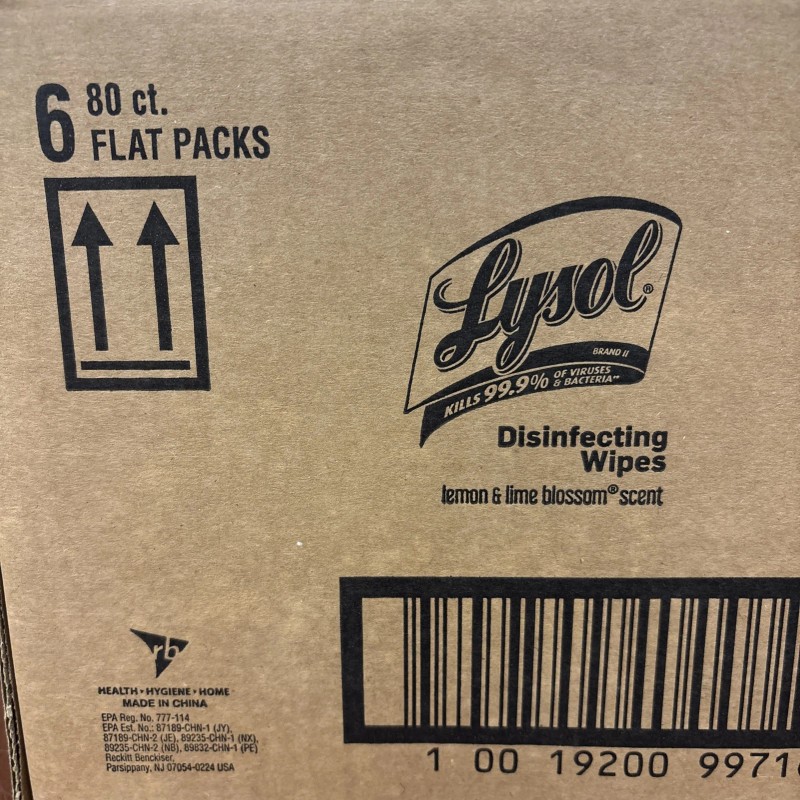 6 80 ct.
FLAT PACKS
Lysol®
BRAND II
KILLS 99.9% OF VIRUSES
& BACTERIA**
Disinfecting
Wipes
lemon & lime blossom® scent
rb
HEALTH • HYGIENE • HOME
MADE IN CHINA
EPA Reg. No. 777-114
EPA Est. No.: 87189-CHN-1 (JY),
87189-CHN-2 (JE), 89235-CHN-1 (NX),
89235-CHN-2 (NB), 89832-CHN-1 (PE)
Reckitt Benckiser,
Parsippany, NJ 07054-0224 USA
1 00 19200 99716